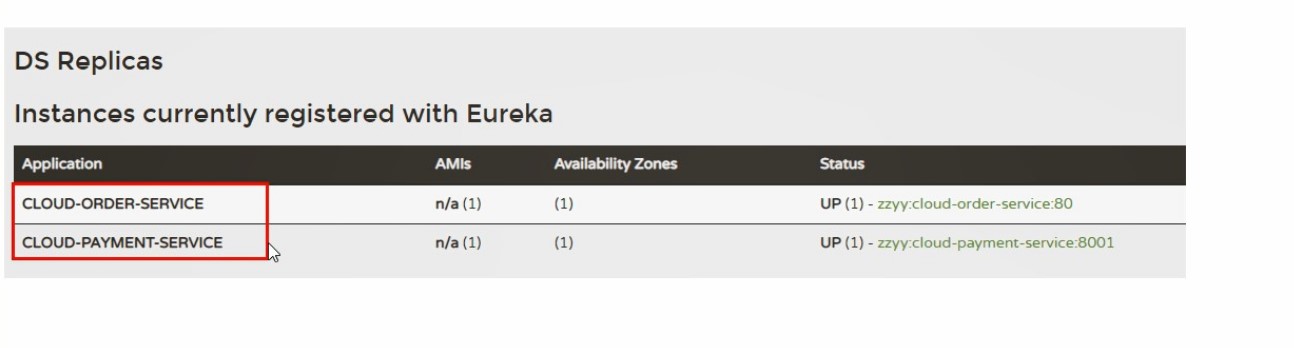 DS Replicas
Instances currently registered with Eureka
Application AMIs Availability Zones Status
CLOUD-ORDER-SERVICE n/a (1) (1) UP (1) - zzyy:cloud-order-service:80
CLOUD-PAYMENT-SERVICE n/a (1) (1) UP (1) - zzyy:cloud-payment-service:8001